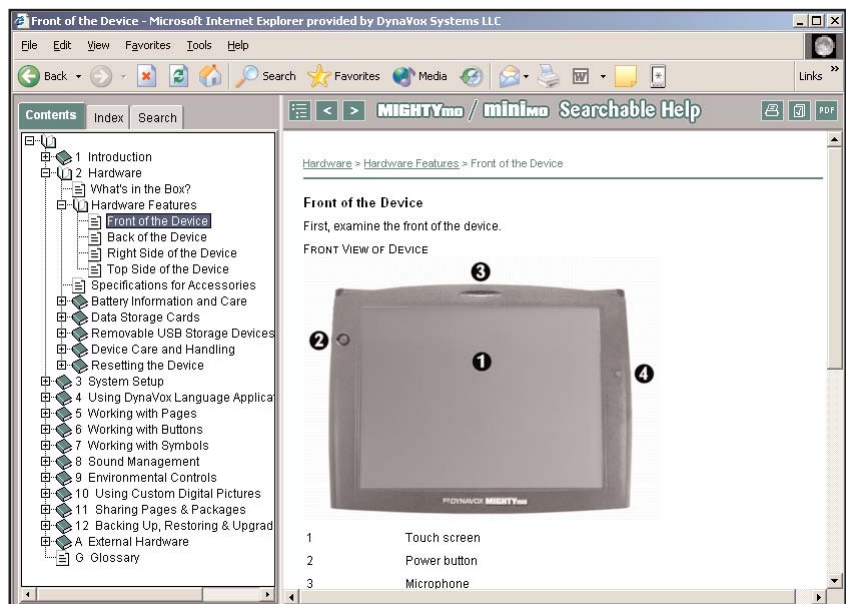 Front of the Device - Microsoft Internet Explorer provided by DynaVox Systems LLC
File Edit View Favorites Tools Help
Back Search Favorites Media Links »
Contents Index Search
MIGHTYmo / miniMO Searchable Help
PDF
1 Introduction
2 Hardware
What's in the Box?
Hardware Features
Front of the Device
Back of the Device
Right Side of the Device
Top Side of the Device
Specifications for Accessories
Battery Information and Care
Data Storage Cards
Removable USB Storage Devices
Device Care and Handling
Resetting the Device
3 System Setup
4 Using DynaVox Language Applica
5 Working with Pages
6 Working with Buttons
7 Working with Symbols
8 Sound Management
9 Environmental Controls
10 Using Custom Digital Pictures
11 Sharing Pages & Packages
12 Backing Up, Restoring & Upgrad
A External Hardware
G Glossary
Hardware > Hardware Features > Front of the Device
Front of the Device
First, examine the front of the device.
FRONT VIEW OF DEVICE
3
2
1
4
DYNAVOX MIGHTYmo
1 Touch screen
2 Power button
3 Microphone